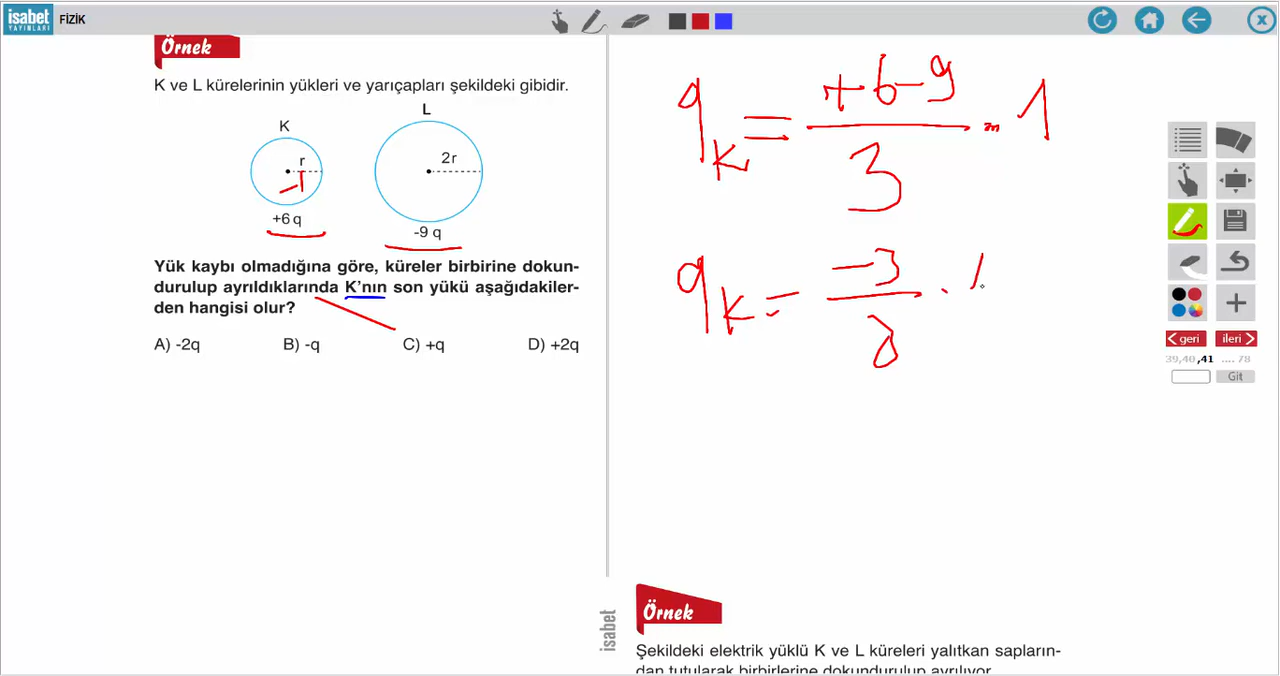 isabet
YAYINLARI
FİZİK
Örnek
K ve L kürelerinin yükleri ve yarıçapları şekildeki gibidir.
K
L
r
2r
-1
+6 q
-9 q
Yük kaybı olmadığına göre, küreler birbirine dokun-
durulup ayrıldıklarında K'nın son yükü aşağıdakiler-
den hangisi olur?
A) -2q
B) -q
C) +q
D) +2q
q K = +6-9 / 3 . 1
q K = -3 / 3 .
geri
ileri
39,40,41 .... 78
Git
isabet
Örnek
Şekildeki elektrik yüklü K ve L küreleri yalıtkan sapların-
dan tutularak birbirlerine dokundurulup ayrılıyor.